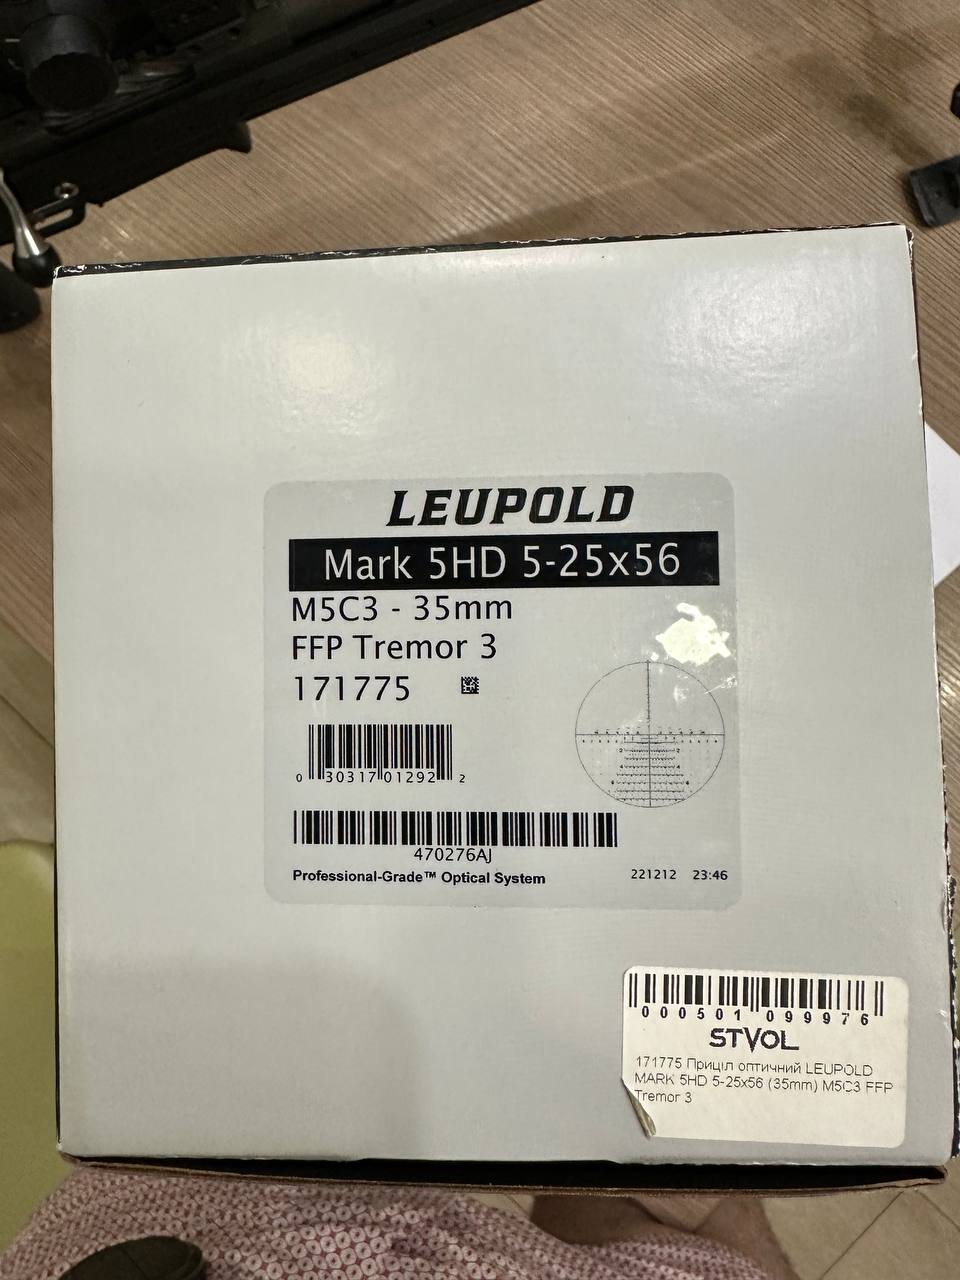 LEUPOLD
Mark 5HD 5-25x56
M5C3 - 35mm
FFP Tremor 3
171775
0 30317 01292 2
470276AJ
Professional-Grade™ Optical System
221212 23:46
000501 099976
STVOL
171775 Приціл оптичний LEUPOLD
MARK 5HD 5-25x56 (35mm) M5C3 FFP
Tremor 3